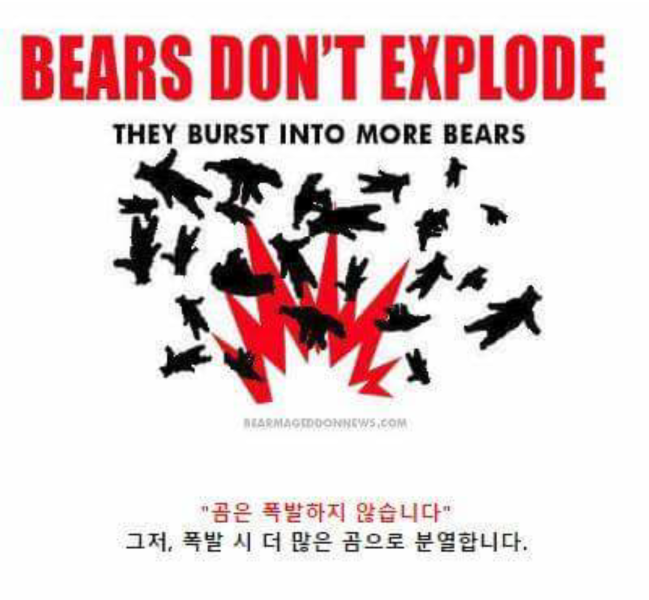 BEARS DON'T EXPLODE
THEY BURST INTO MORE BEARS
BEARMAGEDDONNEWS.COM
"곰은 폭발하지 않습니다"
그저, 폭발 시 더 많은 곰으로 분열합니다.